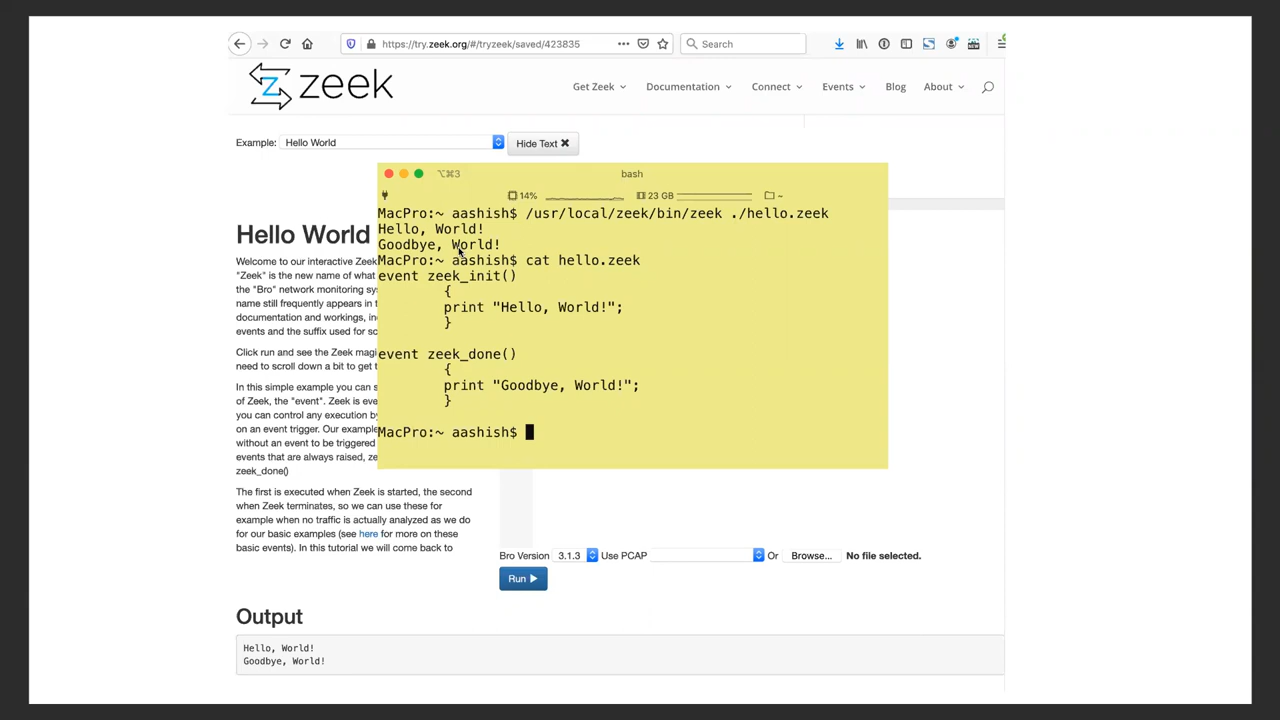 https://try.zeek.org/#/tryzeek/saved/423835
Search
zeek
Get Zeek
Documentation
Connect
Events
Blog
About
Example:
Hello World
Hide Text ✖
⌥⌘3
bash
14%
23 GB
~
MacPro:~ aashish$ /usr/local/zeek/bin/zeek ./hello.zeek
Hello, World!
Goodbye, World!
MacPro:~ aashish$ cat hello.zeek
event zeek_init()
{
print "Hello, World!";
}
event zeek_done()
{
print "Goodbye, World!";
}
MacPro:~ aashish$
Hello World
Welcome to our interactive Zeek
"Zeek" is the new name of what
the "Bro" network monitoring sy
name still frequently appears in t
documentation and workings, in
events and the suffix used for sc
Click run and see the Zeek magi
need to scroll down a bit to get t
In this simple example you can s
of Zeek, the "event". Zeek is eve
you can control any execution by
on an event trigger. Our example
without an event to be triggered
events that are always raised, ze
zeek_done()
The first is executed when Zeek is started, the second
when Zeek terminates, so we can use these for
example when no traffic is actually analyzed as we do
for our basic examples (see here for more on these
basic events). In this tutorial we will come back to
Bro Version 3.1.3 Use PCAP Or Browse... No file selected.
Run
Output
Hello, World!
Goodbye, World!